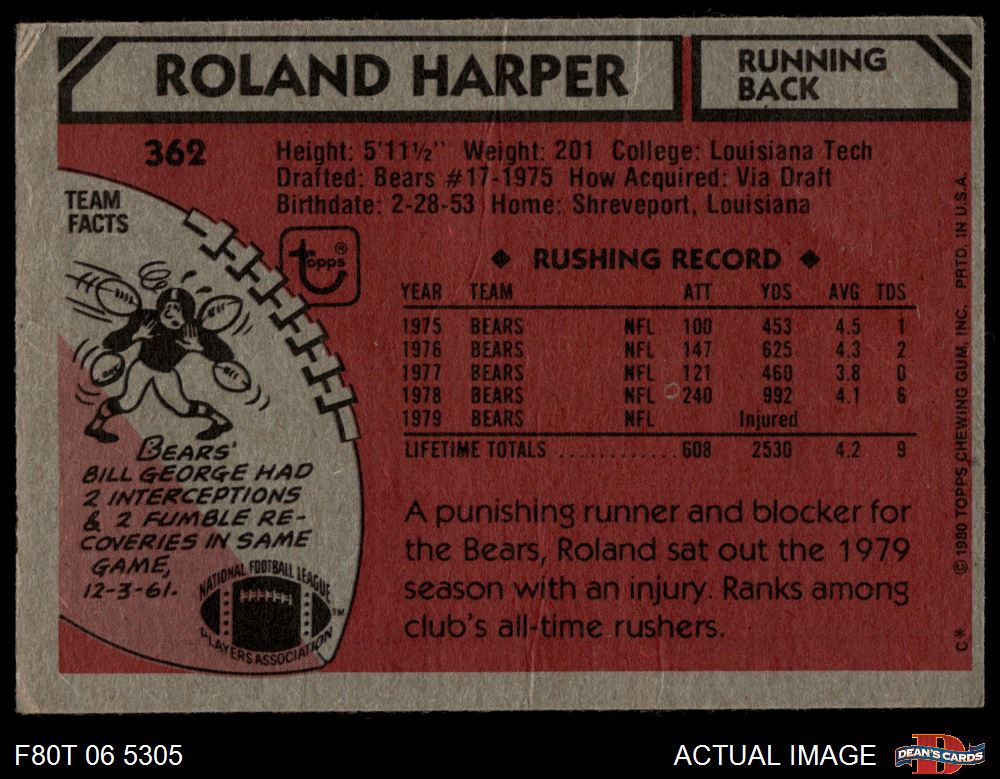 ROLAND HARPER
RUNNING
BACK
362
Height: 5'11½" Weight: 201 College: Louisiana Tech
Drafted: Bears #17-1975 How Acquired: Via Draft
Birthdate: 2-28-53 Home: Shreveport, Louisiana
TEAM
FACTS
topps®
◆ RUSHING RECORD ◆
YEAR TEAM ATT YDS AVG TDS
1975 BEARS NFL 100 453 4.5 1
1976 BEARS NFL 147 625 4.3 2
1977 BEARS NFL 121 460 3.8 0
1978 BEARS NFL 240 992 4.1 6
1979 BEARS NFL Injured
LIFETIME TOTALS ............ 608 2530 4.2 9
BEARS'
BILL GEORGE HAD
2 INTERCEPTIONS
& 2 FUMBLE RE-
COVERIES IN SAME
GAME,
12-3-61.
NATIONAL FOOTBALL LEAGUE
PLAYERS ASSOCIATION
TM
A punishing runner and blocker for
the Bears, Roland sat out the 1979
season with an injury. Ranks among
club's all-time rushers.
C* © 1980 TOPPS CHEWING GUM, INC. PRTD. IN U.S.A.
F80T 06 5305
ACTUAL IMAGE
D
DEAN'S CARDS